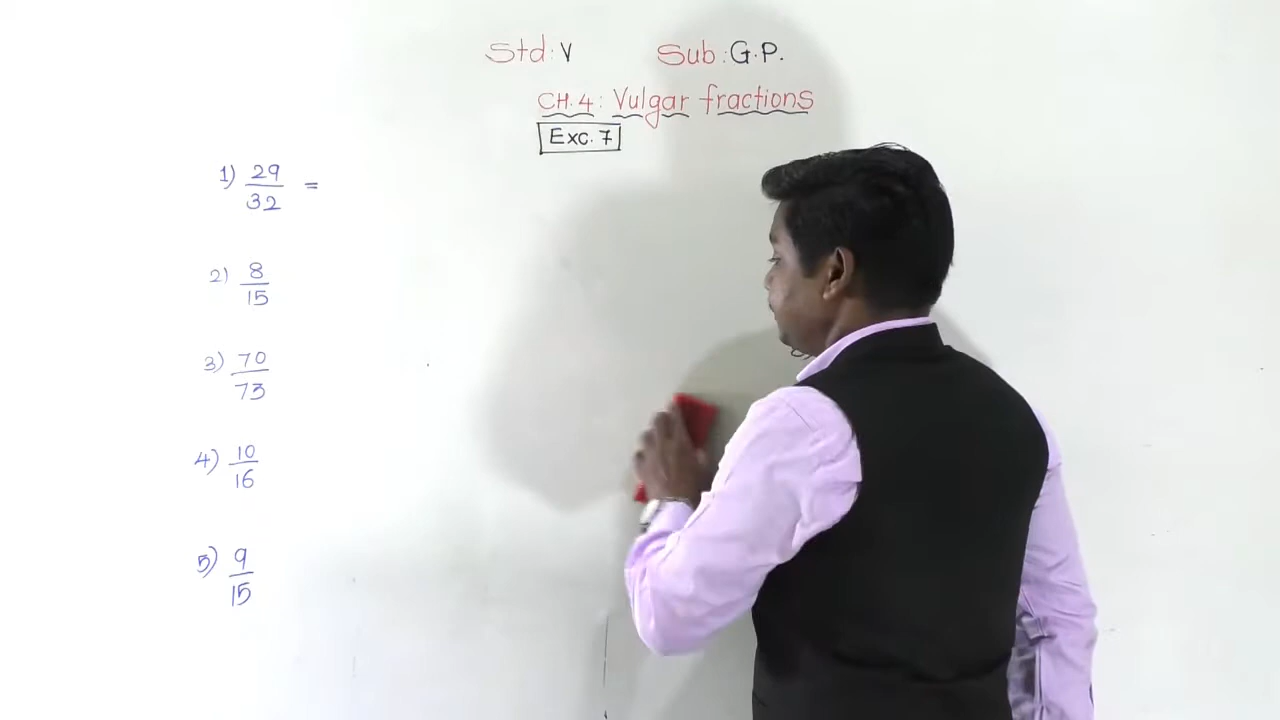 Std: V Sub: G.P.
CH. 4: Vulgar fractions
Exc. 7
1) 29/32 =
2) 8/15
3) 70/73
4) 10/16
5) 9/15